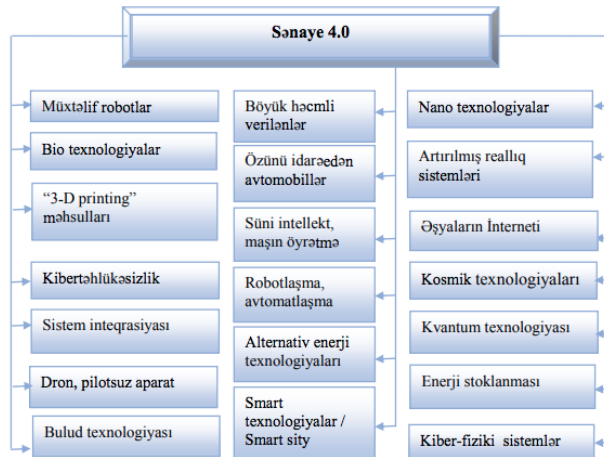 Sənaye 4.0
Müxtəlif robotlar
Bio texnologiyalar
“3-D printing”
məhsulları
Kibertəhlükəsizlik
Sistem inteqrasiyası
Dron, pilotsuz aparat
Bulud texnologiyası
Böyük həcmli
verilənlər
Özünü idarəedən
avtomobillər
Süni intellekt,
maşın öyrətmə
Robotlaşma,
avtomatlaşma
Alternativ enerji
texnologiyaları
Smart
texnologiyalar /
Smart sity
Nano texnologiyalar
Artırılmış reallıq
sistemləri
Əşyaların İnterneti
Kosmik texnologiyaları
Kvantum texnologiyası
Enerji stoklanması
Kiber-fiziki sistemlər